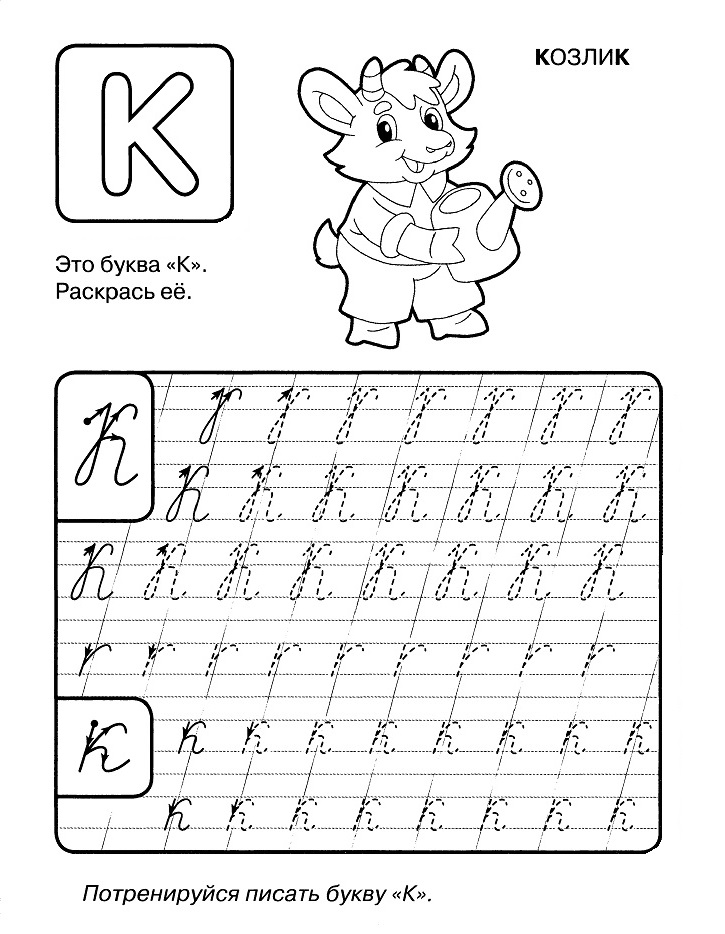 К
КОЗЛИК
Это буква «К».
Раскрась её.
К г г г г г г г
К К К К К К К
К К К К К К К К
г г г г г г г г г
к к к к к к к к к
к к к к к к к к
Потренируйся писать букву «К».